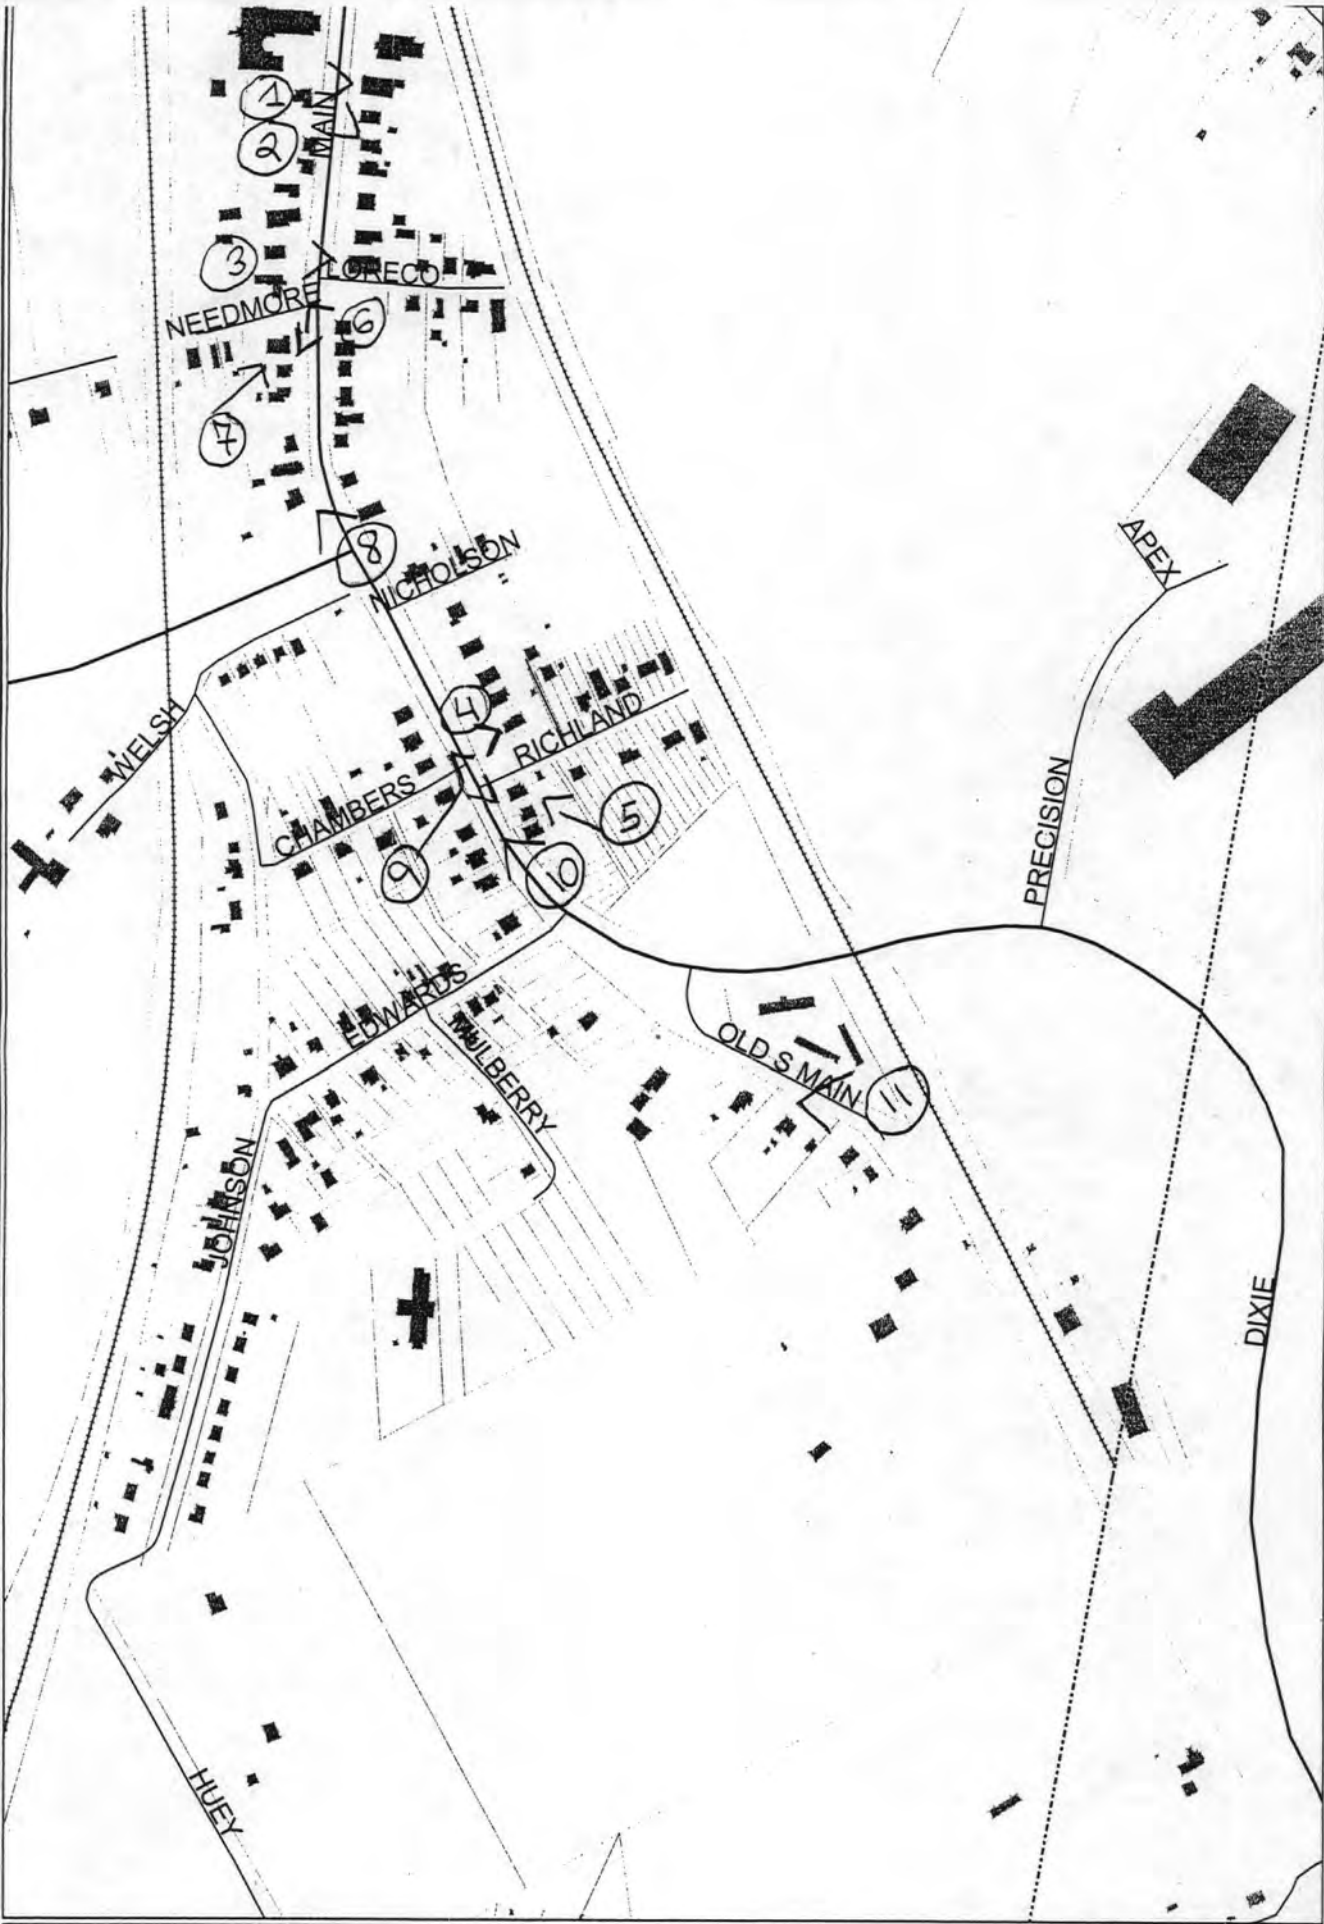 1
MAIN
2
3
LORECO
NEEDMORE
6
7
8
NICHOLSON
APEX
4
WELSH
RICHLAND
CHAMBERS
5
PRECISION
9
10
EDWARDS
MULBERRY
OLD S MAIN
11
JOHNSON
DIXIE
HUEY